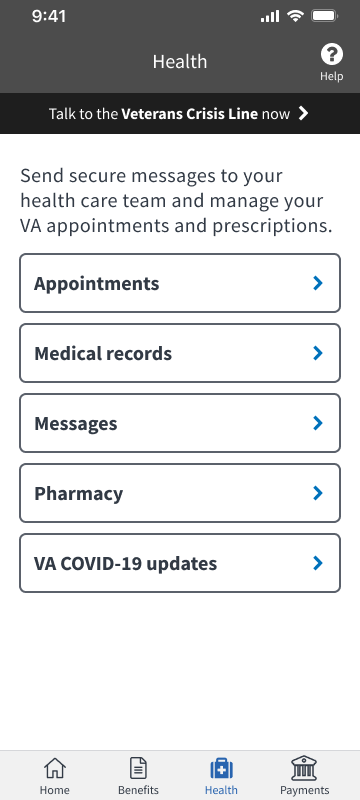 9:41
Health
Help
Talk to the Veterans Crisis Line now
Send secure messages to your
health care team and manage your
VA appointments and prescriptions.
Appointments
Medical records
Messages
Pharmacy
VA COVID-19 updates
Home
Benefits
Health
Payments